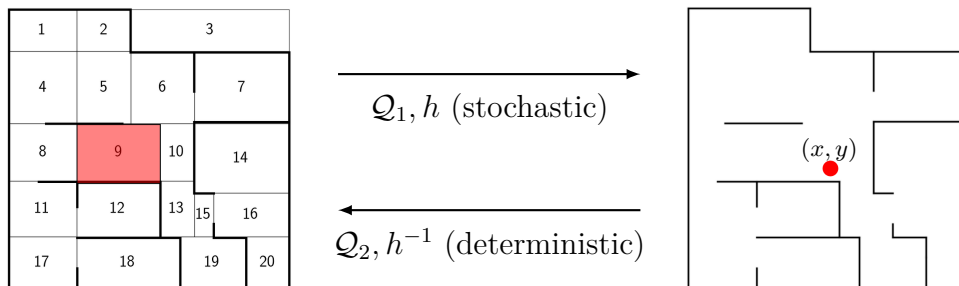 1 2 3
4 5 6 7
8 9 10 14
11 12 13 15 16
17 18 19 20
𝒬₁, h (stochastic)
𝒬₂, h⁻¹ (deterministic)
(x, y)